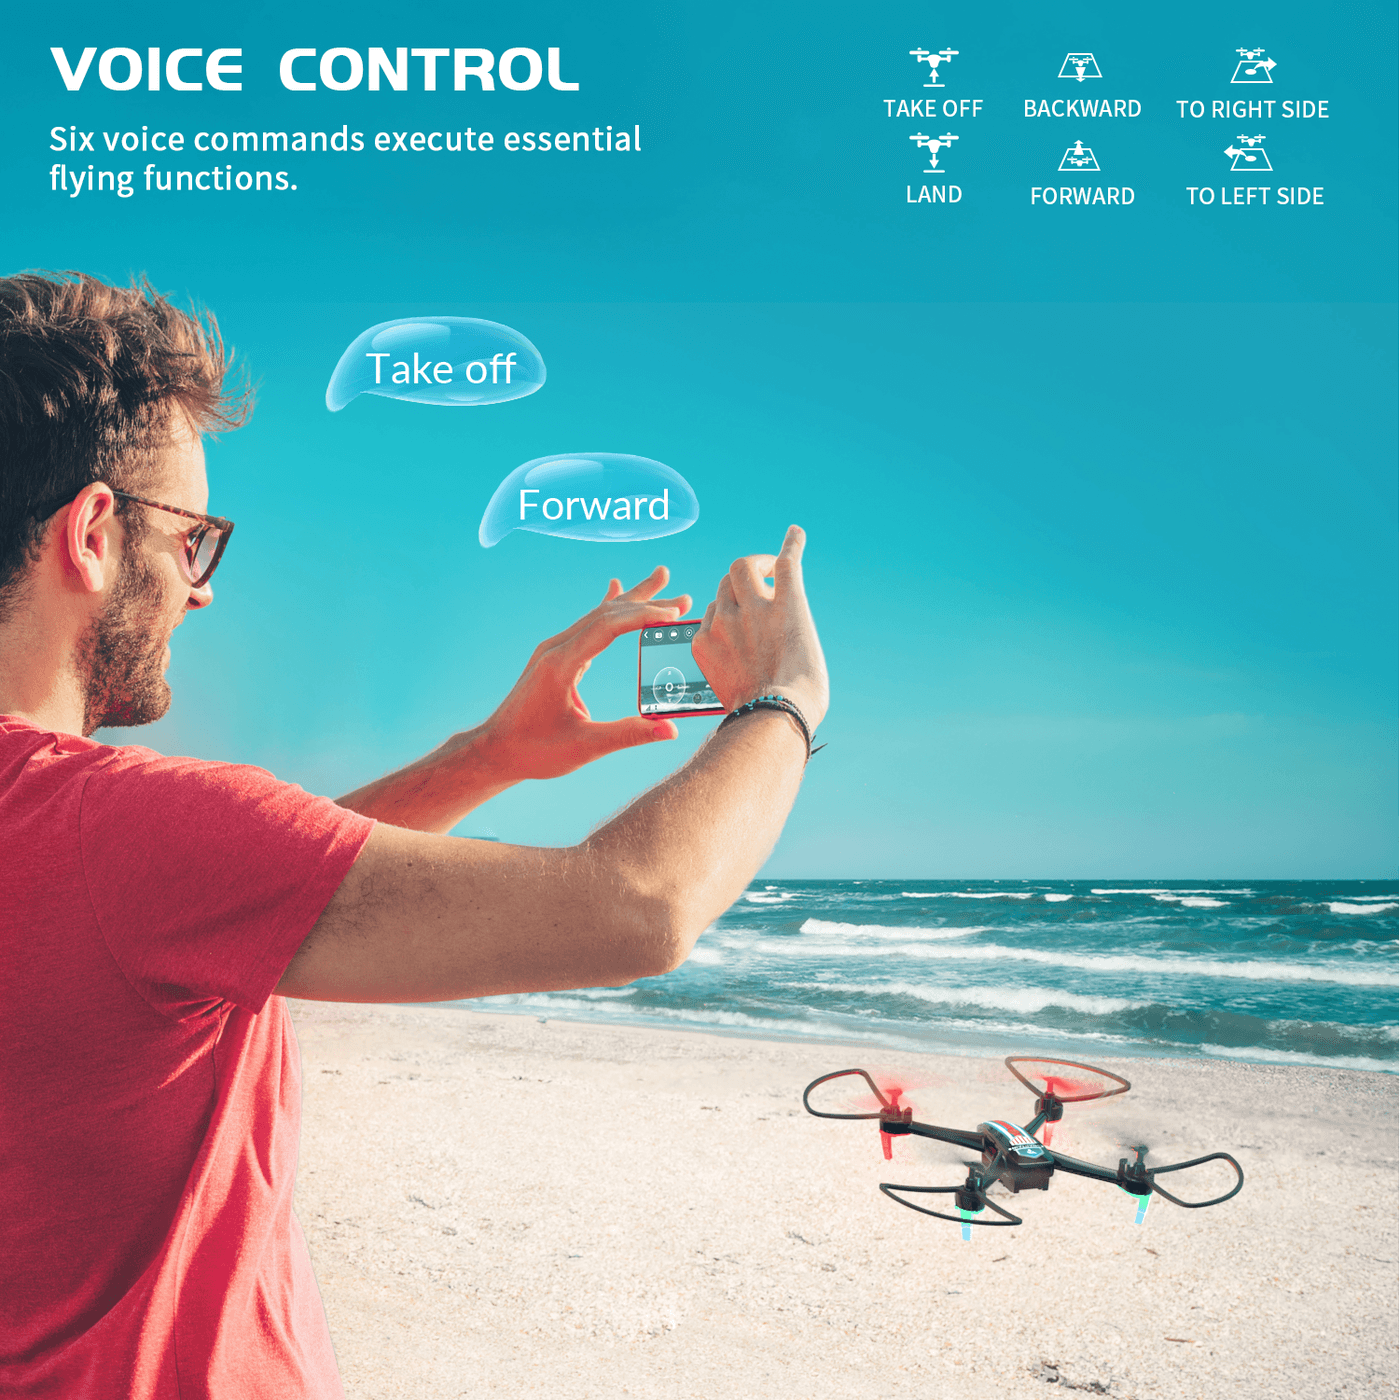 VOICE CONTROL
Six voice commands execute essential
flying functions.
TAKE OFF
BACKWARD
TO RIGHT SIDE
LAND
FORWARD
TO LEFT SIDE
Take off
Forward